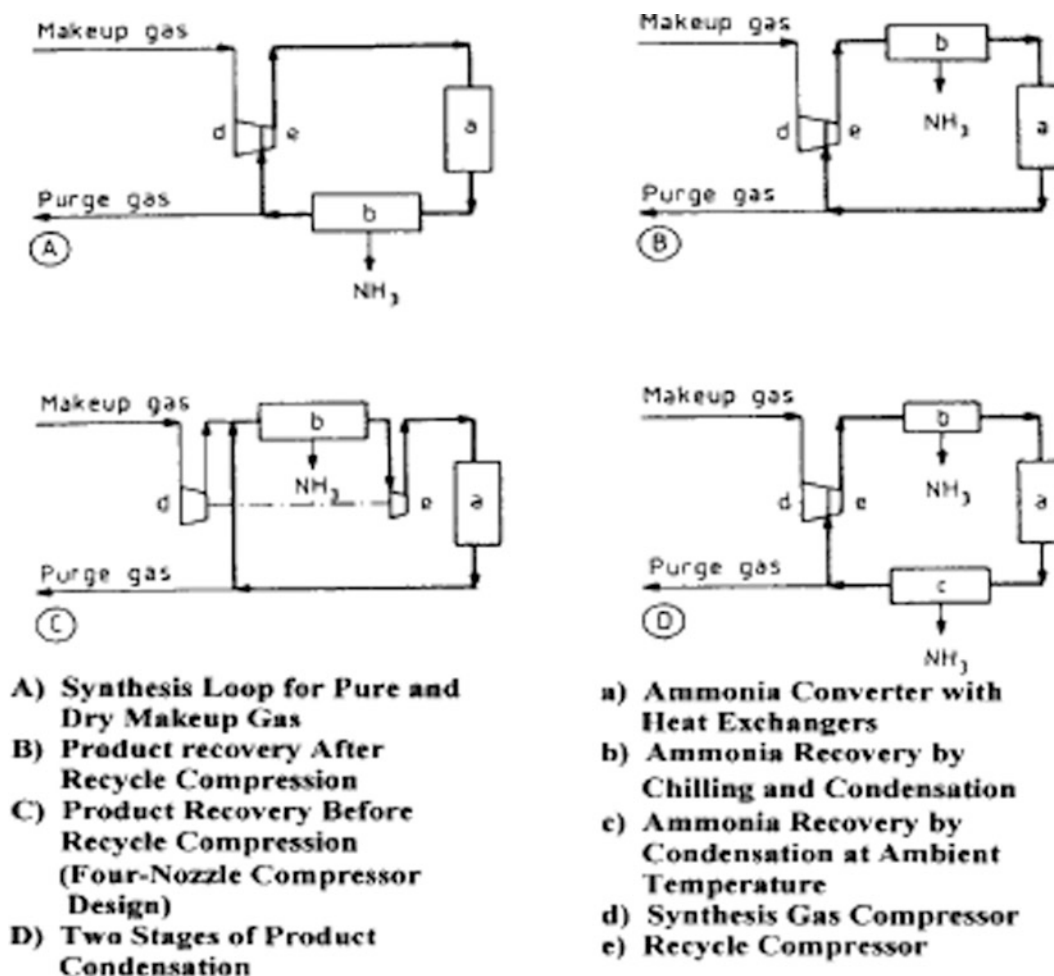 Makeup gas
d
e
a
Purge gas
b
A
NH3
Makeup gas
b
NH3
d
e
a
Purge gas
B
Makeup gas
b
NH3
d
e
a
Purge gas
C
Makeup gas
b
NH3
d
e
a
Purge gas
c
D
NH3
A) Synthesis Loop for Pure and
Dry Makeup Gas
B) Product recovery After
Recycle Compression
C) Product Recovery Before
Recycle Compression
(Four-Nozzle Compressor
Design)
D) Two Stages of Product
Condensation
a) Ammonia Converter with
Heat Exchangers
b) Ammonia Recovery by
Chilling and Condensation
c) Ammonia Recovery by
Condensation at Ambient
Temperature
d) Synthesis Gas Compressor
e) Recycle Compressor